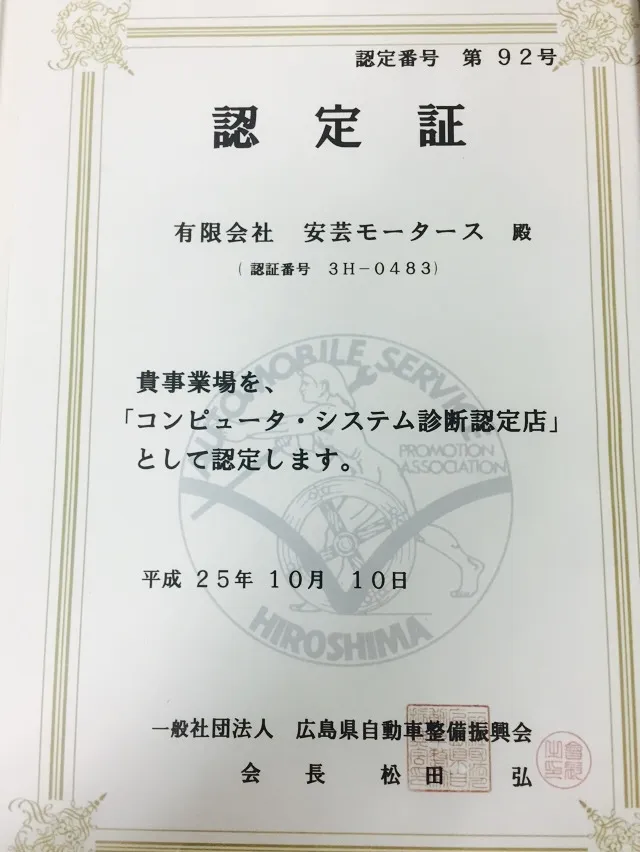 認定番号 第 92号
認定証
有限会社 安芸モータース 殿
(認証番号 3H-0483)
貴事業場を、
「コンピュータ・システム診断認定店」
として認定します。
AUTOMOBILE SERVICE
PROMOTION
ASSOCIATION
HIROSHIMA
平成 25年 10月 10日
一般社団法人 広島県自動車整備振興会
会長 松田 弘